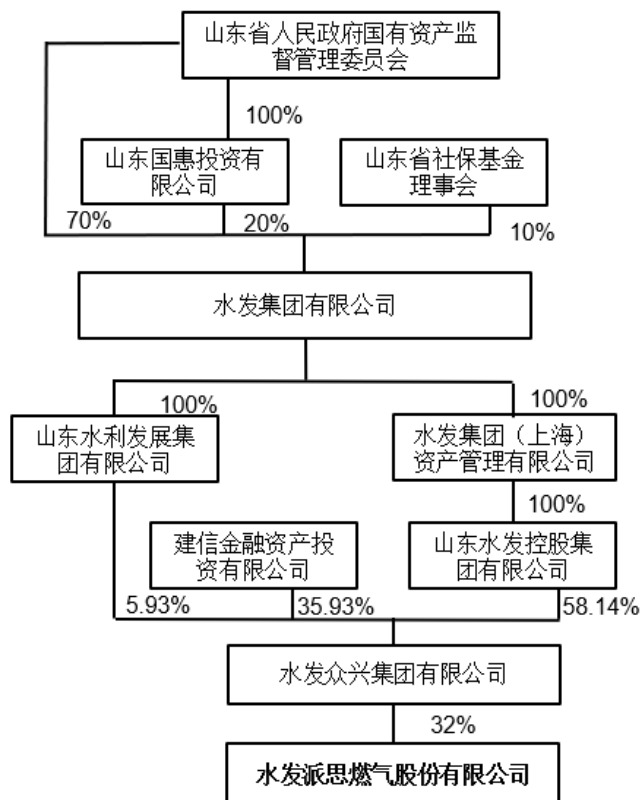 山东省人民政府国有资产监
督管理委员会
100%
山东国惠投资有
限公司
山东省社保基金
理事会
70%
20%
10%
水发集团有限公司
100%
100%
山东水利发展集
团有限公司
水发集团（上海）
资产管理有限公司
100%
建信金融资产投
资有限公司
山东水发控股集
团有限公司
5.93%
35.93%
58.14%
水发众兴集团有限公司
32%
水发派思燃气股份有限公司